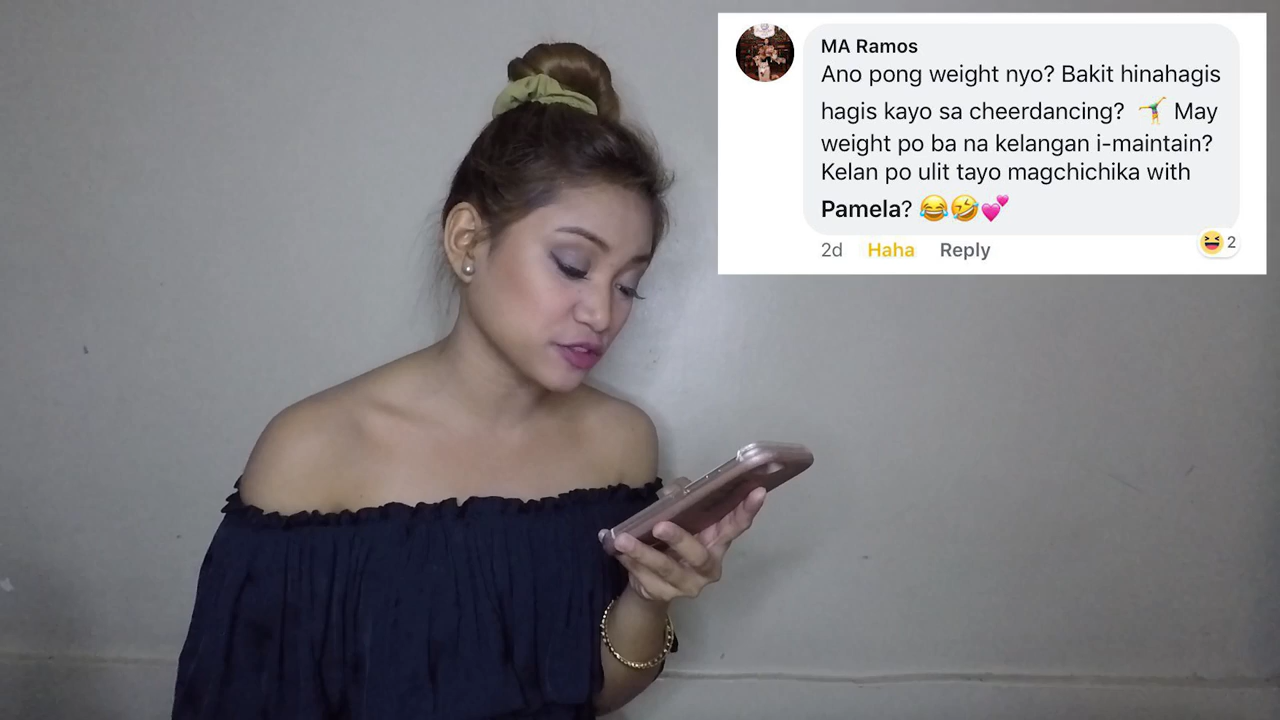 MA Ramos
Ano pong weight nyo? Bakit hinahagis
hagis kayo sa cheerdancing? 🤸 May
weight po ba na kelangan i-maintain?
Kelan po ulit tayo magchichika with
Pamela? 😂🤣💕
2d Haha Reply 2